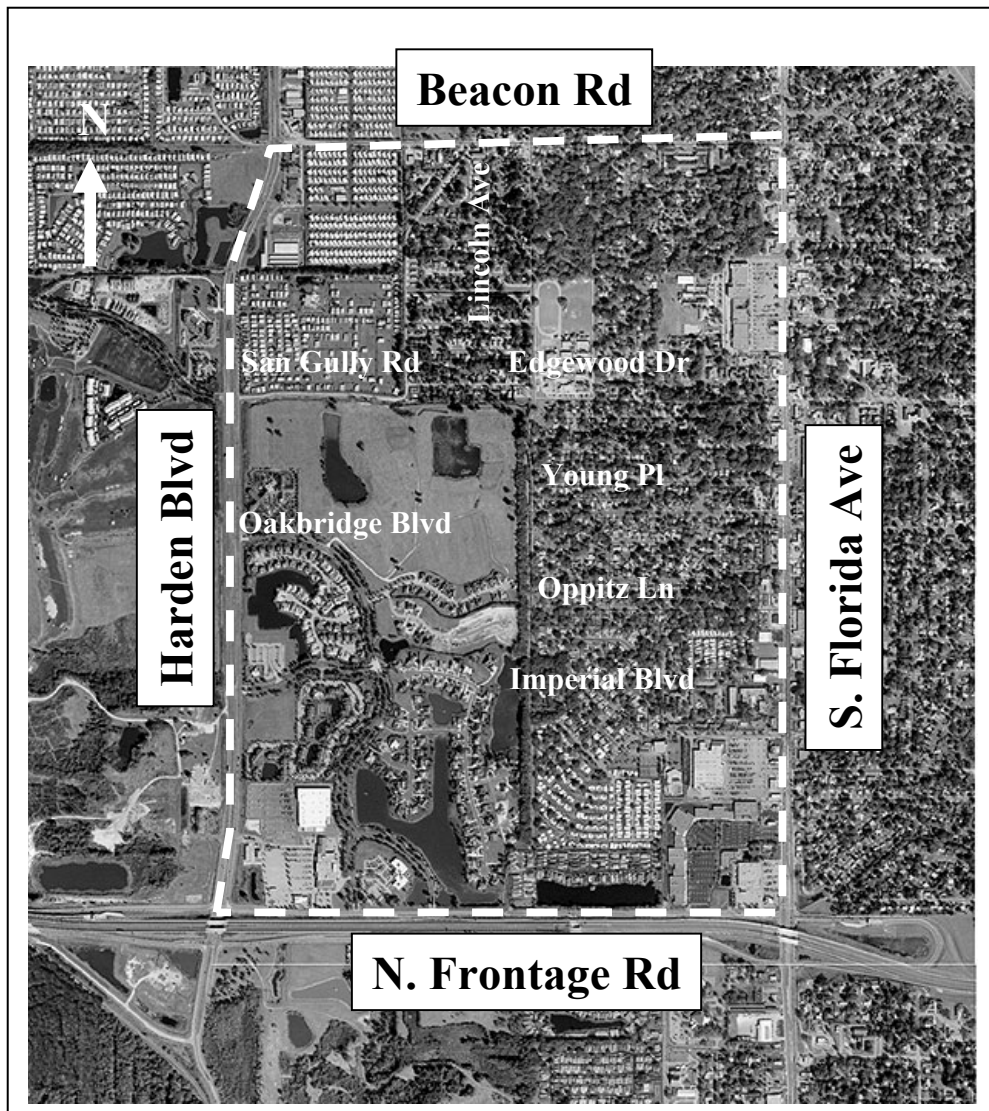 Beacon Rd
N
Lincoln Ave
San Gully Rd
Edgewood Dr
Harden Blvd
Young Pl
Oakbridge Blvd
S. Florida Ave
Oppitz Ln
Imperial Blvd
N. Frontage Rd